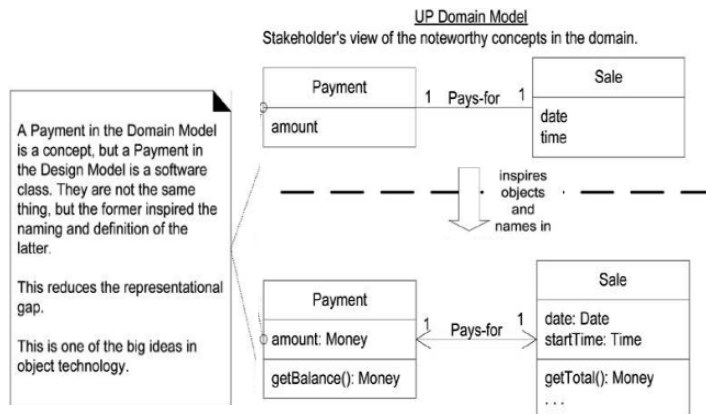 UP Domain Model
Stakeholder's view of the noteworthy concepts in the domain.
Payment
amount
1 Pays-for 1
Sale
date
time
A Payment in the Domain Model
is a concept, but a Payment in
the Design Model is a software
class. They are not the same
thing, but the former inspired the
naming and definition of the
latter.
This reduces the representational
gap.
This is one of the big ideas in
object technology.
inspires
objects
and
names in
Payment
amount: Money
getBalance(): Money
1 Pays-for 1
Sale
date: Date
startTime: Time
getTotal(): Money
. . .